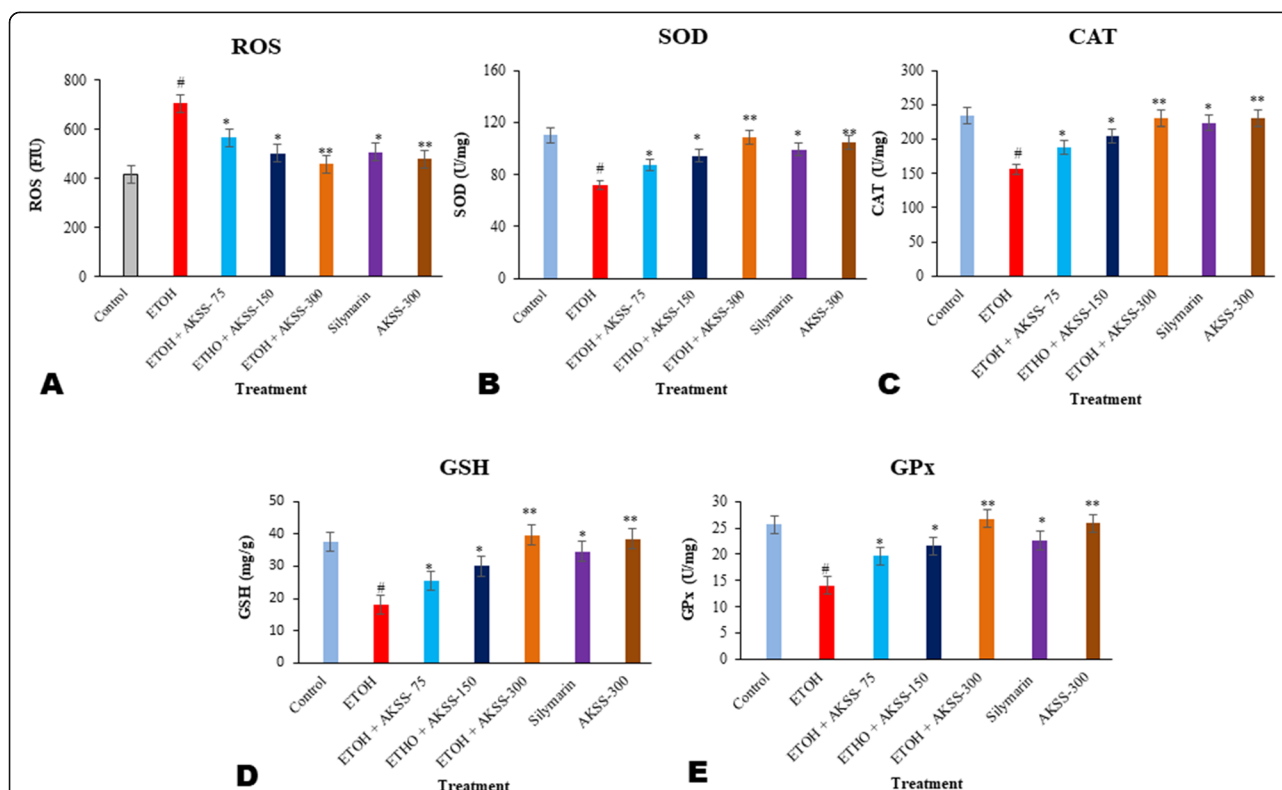 ROS
ROS (FIU)
800
600
400
200
0
#
*
*
**
*
**
Control
ETOH
ETOH + AKSS- 75
ETHO + AKSS-150
ETOH + AKSS-300
Silymarin
AKSS-300
Treatment
A
SOD
SOD (U/mg)
160
120
80
40
0
#
*
*
**
*
**
Control
ETOH
ETOH + AKSS- 75
ETHO + AKSS-150
ETOH + AKSS-300
Silymarin
AKSS-300
Treatment
B
CAT
CAT (U/mg)
300
250
200
150
100
50
0
#
*
*
**
*
**
Control
ETOH
ETOH + AKSS- 75
ETHO + AKSS-150
ETOH + AKSS-300
Silymarin
AKSS-300
Treatment
C
GSH
GSH (mg/g)
50
40
30
20
10
0
#
*
*
**
*
**
Control
ETOH
ETOH + AKSS- 75
ETHO + AKSS-150
ETOH + AKSS-300
Silymarin
AKSS-300
Treatment
D
GPx
GPx (U/mg)
30
25
20
15
10
5
0
#
*
*
**
*
**
Control
ETOH
ETOH + AKSS- 75
ETHO + AKSS-150
ETOH + AKSS-300
Silymarin
AKSS-300
Treatment
E